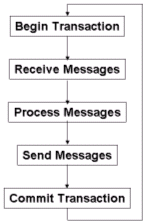 Begin Transaction
Receive Messages
Process Messages
Send Messages
Commit Transaction